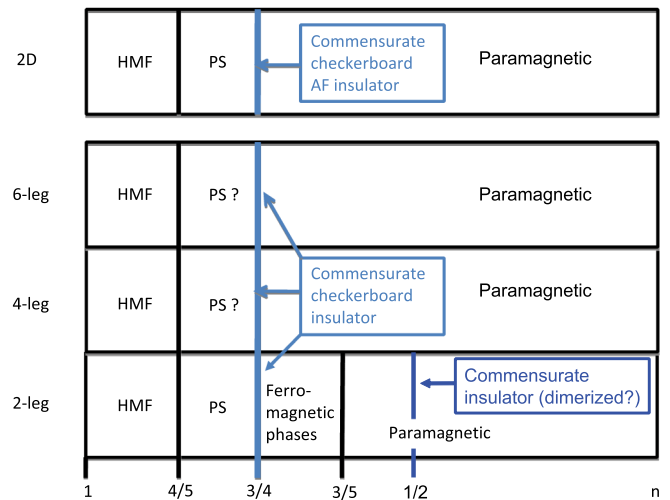 2D
HMF
PS
Commensurate
checkerboard
AF insulator
Paramagnetic
6-leg
HMF
PS ?
Paramagnetic
Commensurate
checkerboard
insulator
4-leg
HMF
PS ?
Paramagnetic
2-leg
HMF
PS
Ferro-
magnetic
phases
Paramagnetic
Commensurate
insulator (dimerized?)
1
4/5
3/4
3/5
1/2
n